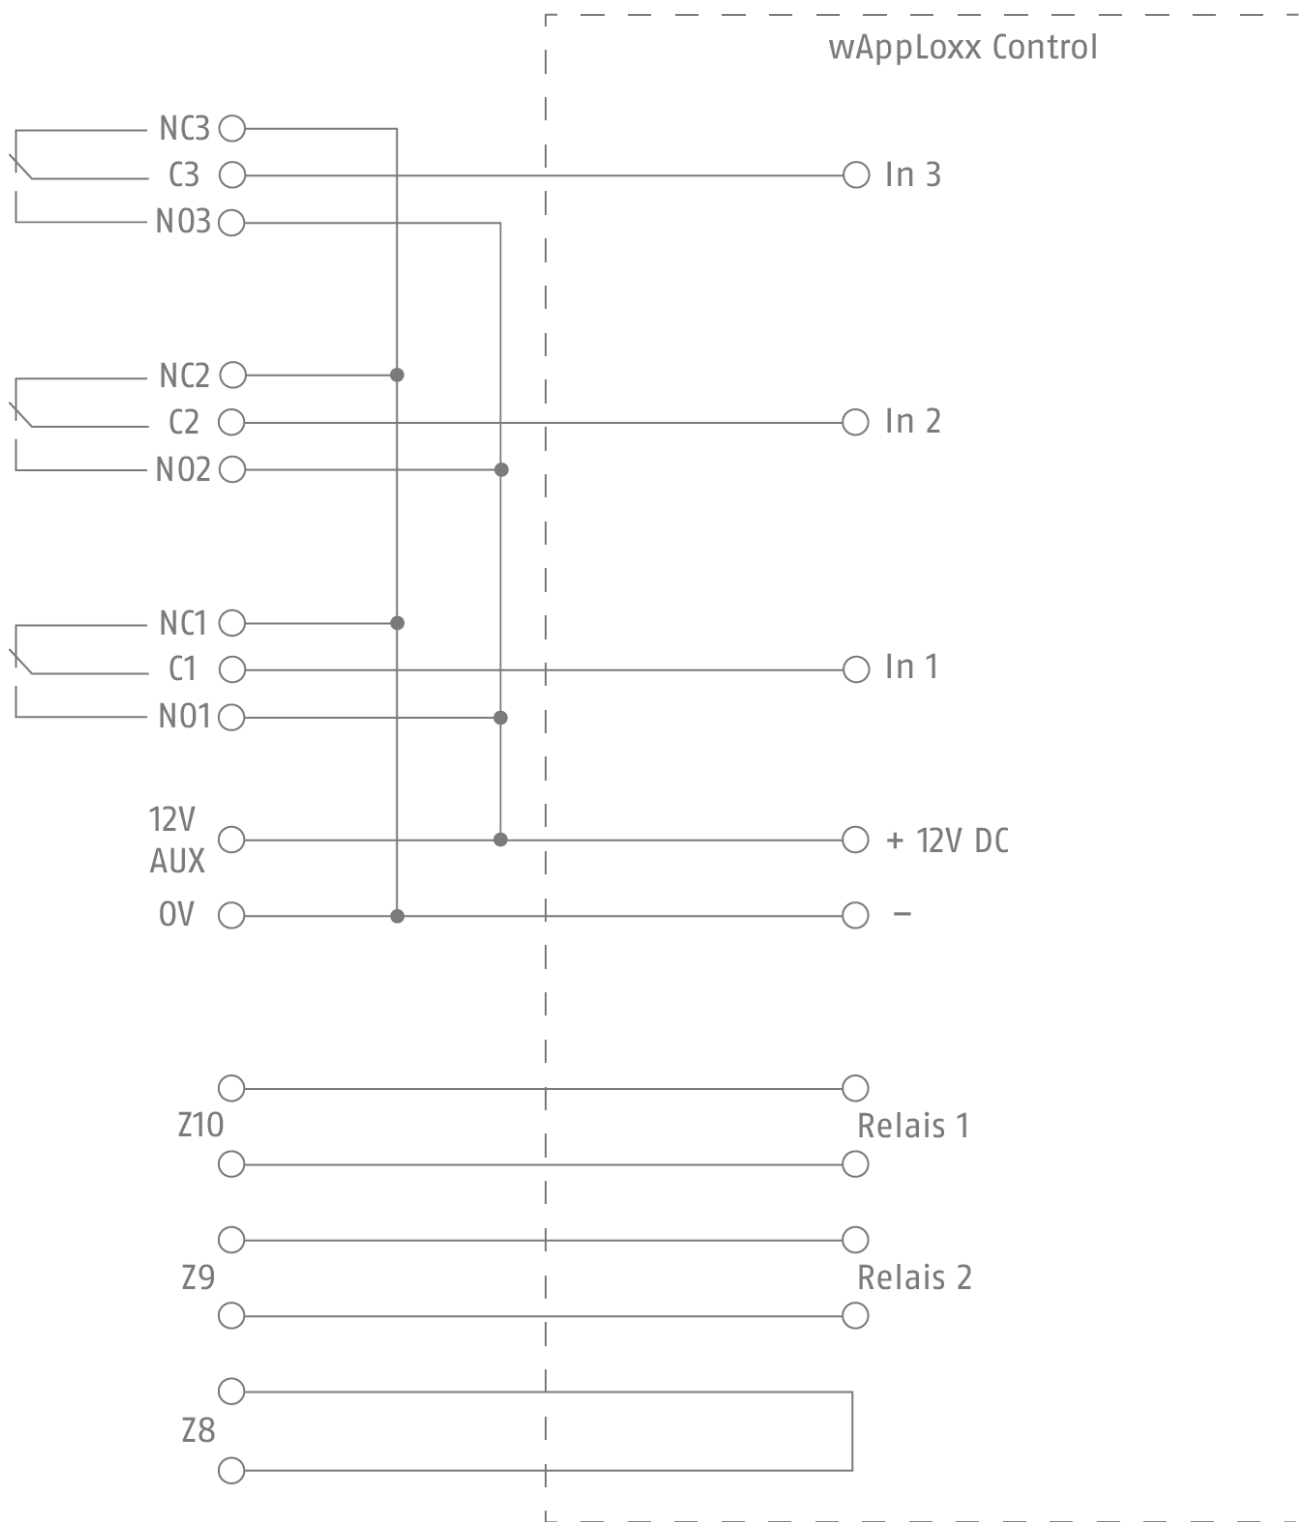 wAppLoxx Control
NC3
C3 In 3
NO3
NC2
C2 In 2
NO2
NC1
C1 In 1
NO1
12V
AUX + 12V DC
0V –
Z10 Relais 1
Z9 Relais 2
Z8